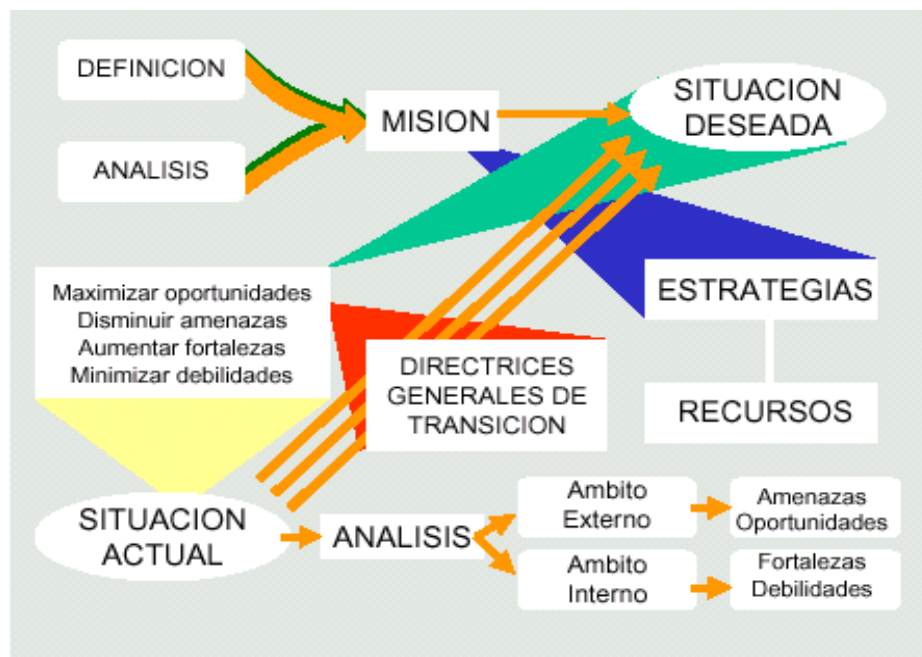 DEFINICION
ANALISIS
MISION
SITUACION
DESEADA
Maximizar oportunidades
Disminuir amenazas
Aumentar fortalezas
Minimizar debilidades
DIRECTRICES
GENERALES DE
TRANSICION
ESTRATEGIAS
RECURSOS
SITUACION
ACTUAL
ANALISIS
Ambito
Externo
Amenazas
Oportunidades
Ambito
Interno
Fortalezas
Debilidades